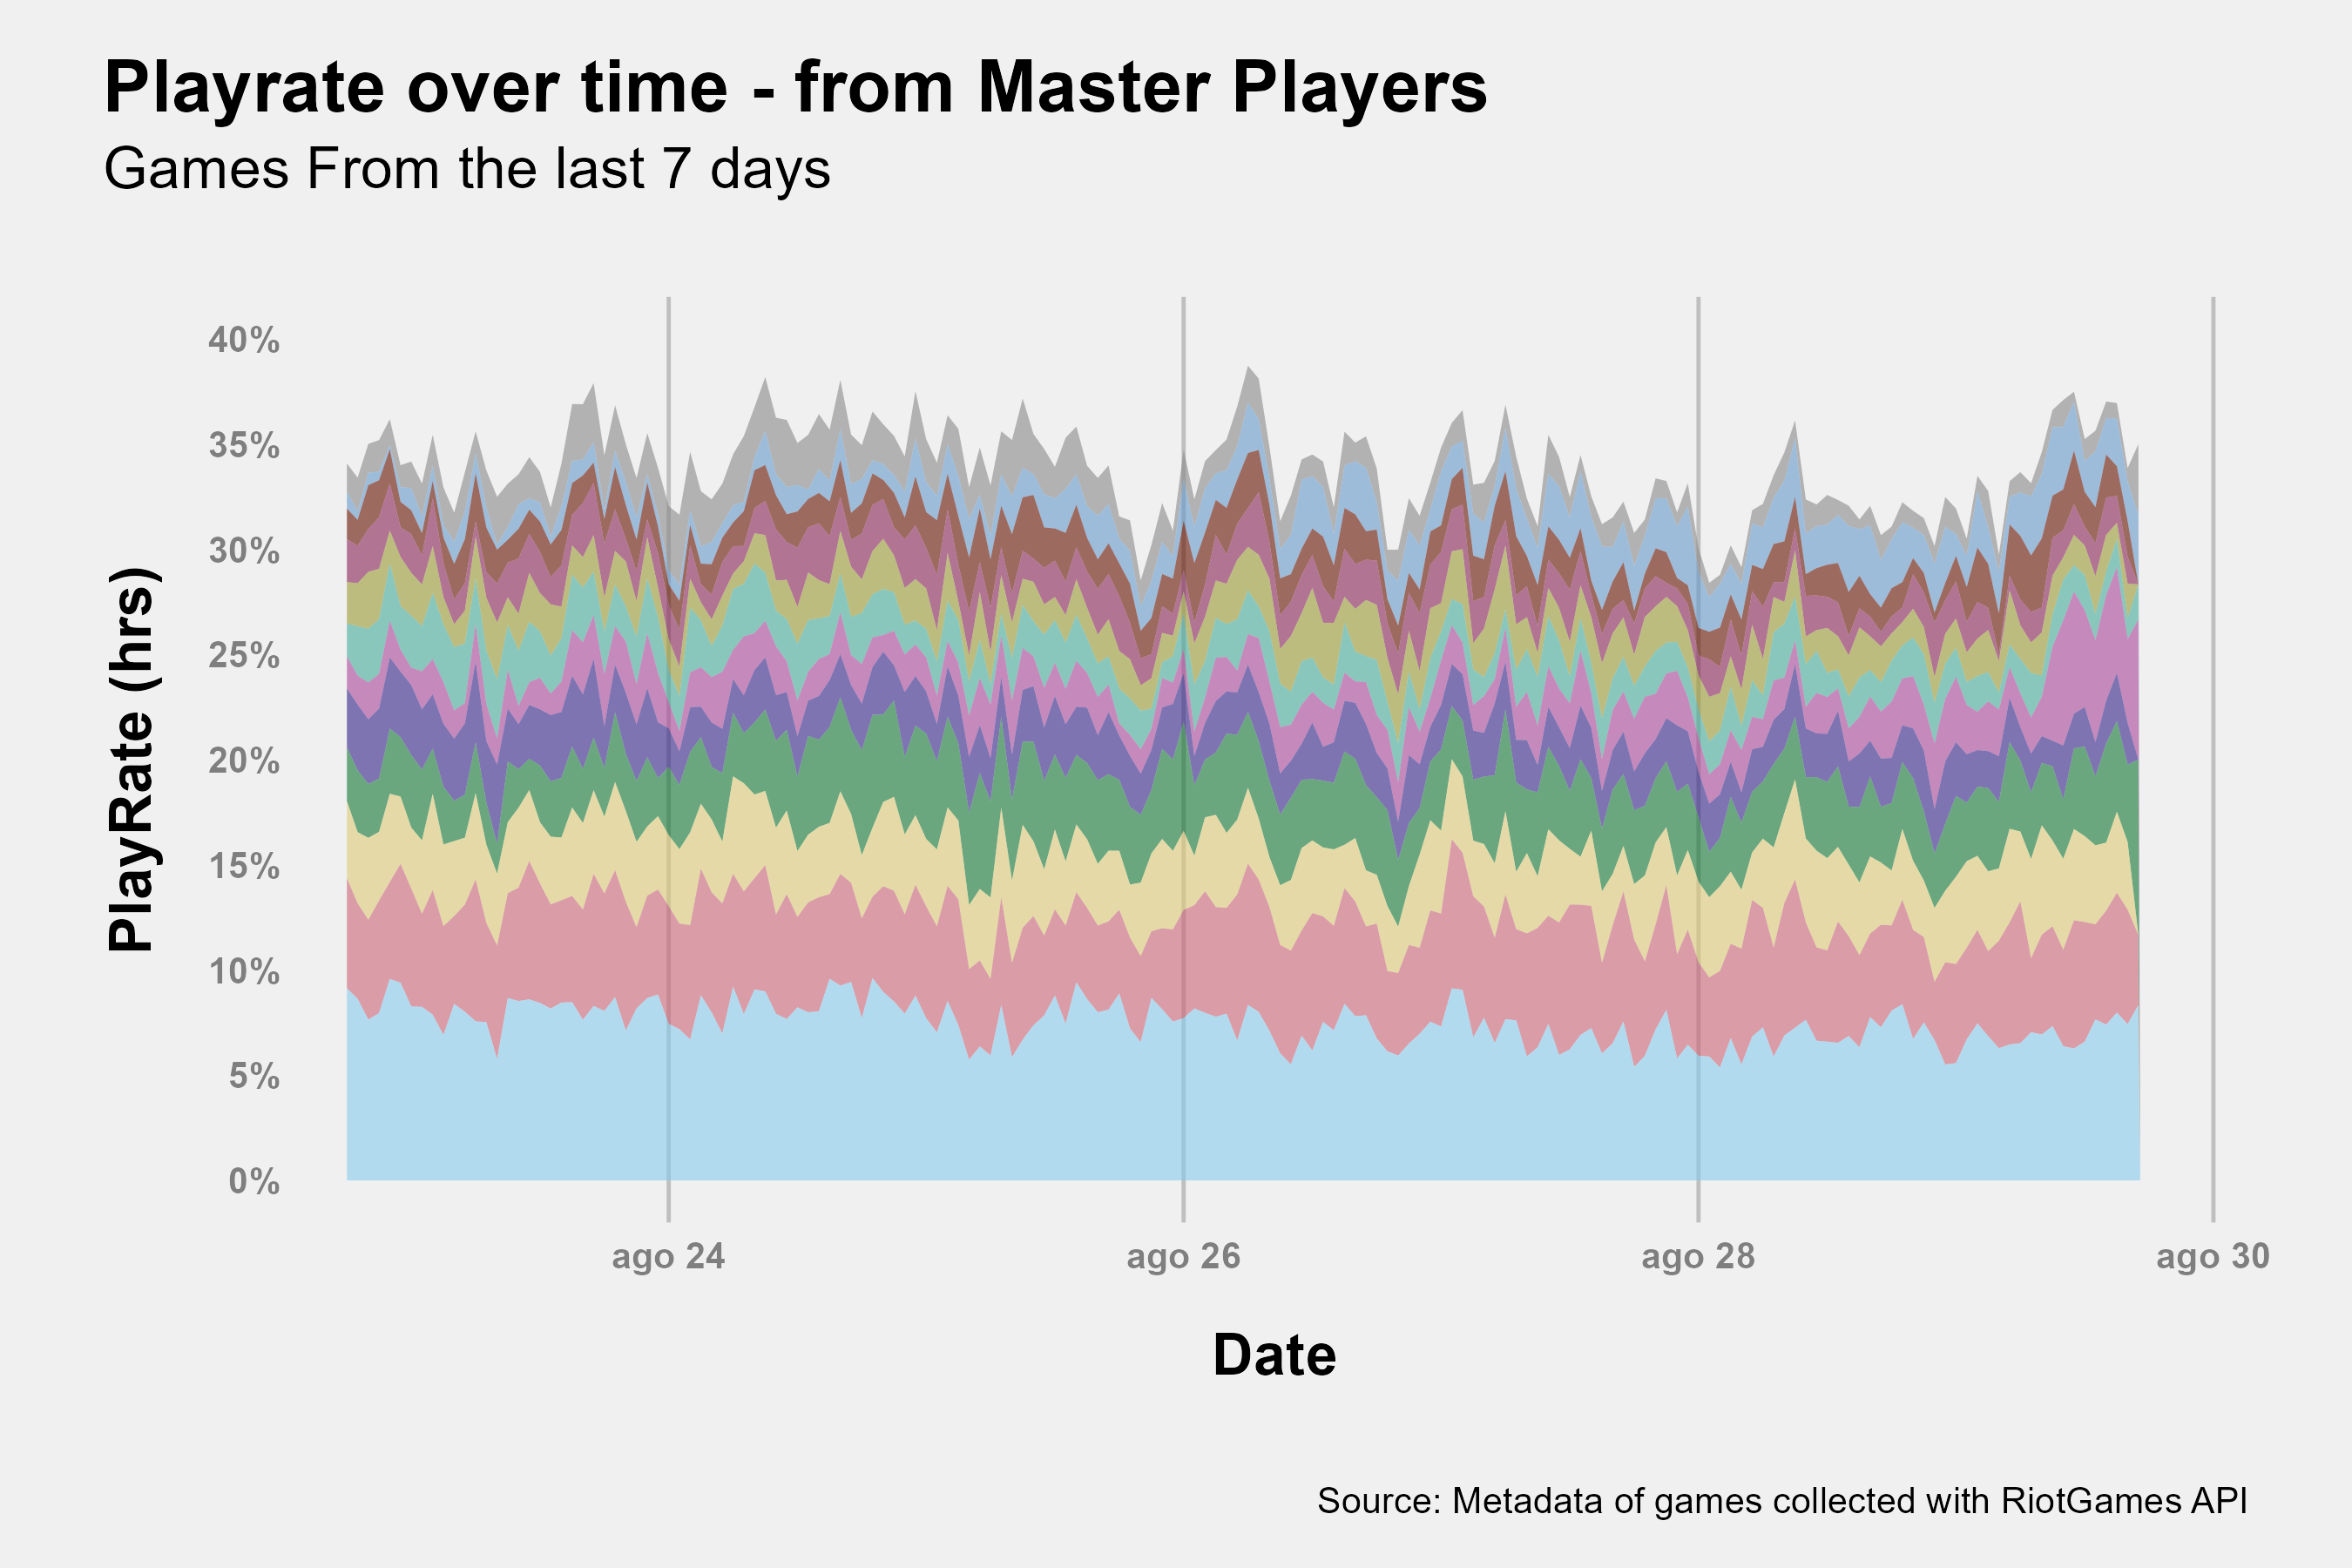 Playrate over time - from Master Players
Games From the last 7 days
40%
35%
30%
25%
20%
15%
10%
5%
0%
PlayRate (hrs)
ago 24
ago 26
ago 28
ago 30
Date
Source: Metadata of games collected with RiotGames API